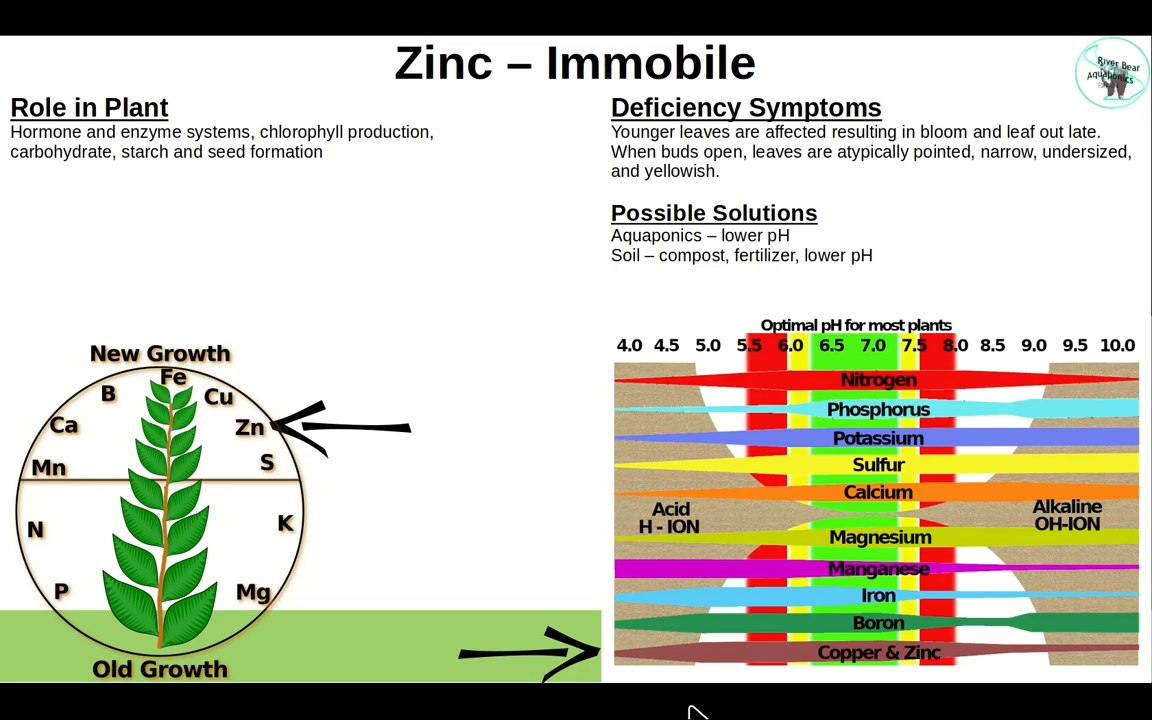 Zinc – Immobile
River Bear
Aquaponics
Role in Plant
Hormone and enzyme systems, chlorophyll production,
carbohydrate, starch and seed formation
Deficiency Symptoms
Younger leaves are affected resulting in bloom and leaf out late.
When buds open, leaves are atypically pointed, narrow, undersized,
and yellowish.
Possible Solutions
Aquaponics – lower pH
Soil – compost, fertilizer, lower pH
New Growth
Fe
B
Cu
Ca
Zn
Mn
S
N
K
P
Mg
Old Growth
Optimal pH for most plants
4.0 4.5 5.0 5.5 6.0 6.5 7.0 7.5 8.0 8.5 9.0 9.5 10.0
Nitrogen
Phosphorus
Potassium
Sulfur
Calcium
Acid
H - ION
Alkaline
OH-ION
Magnesium
Manganese
Iron
Boron
Copper & Zinc